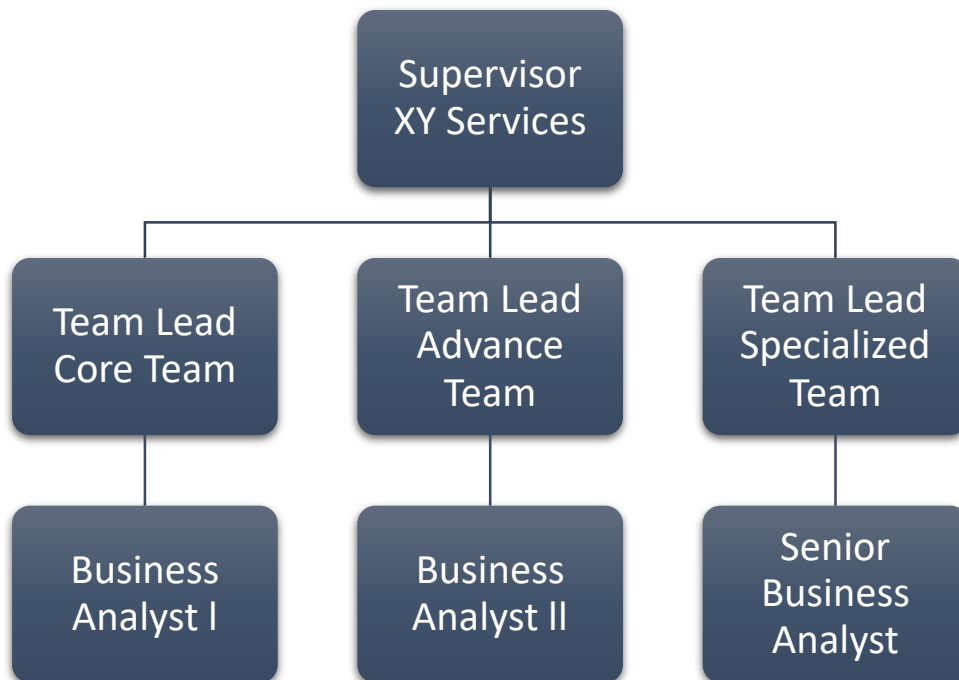 Supervisor
XY Services
Team Lead
Core Team
Team Lead
Advance
Team
Team Lead
Specialized
Team
Business
Analyst l
Business
Analyst ll
Senior
Business
Analyst